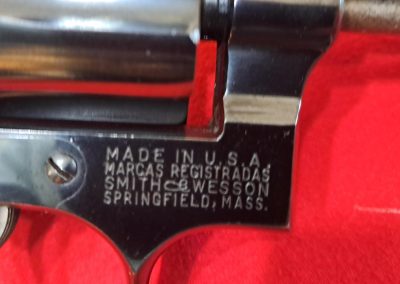 MADE IN U.S.A.
MARCAS REGISTRADAS
SMITH & WESSON
SPRINGFIELD, MASS.